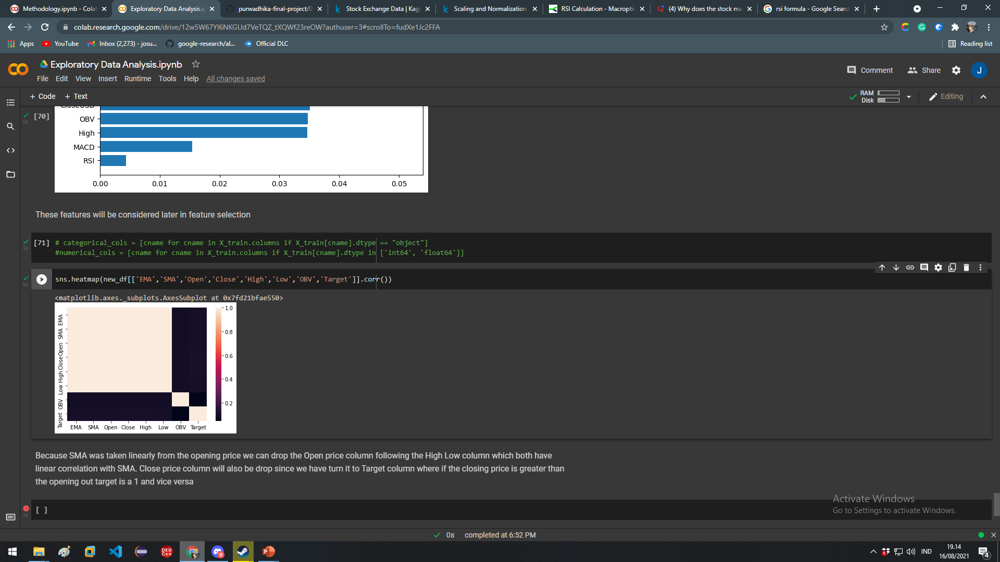 Methodology.ipynb - Cola
Exploratory Data Analysis.i
purwadhika-final-project/0
Stock Exchange Data | Kag
Scaling and Normalization
RSI Calculation - Macroptio
(4) Why does the stock ma
rsi formula - Google Searc
colab.research.google.com/drive/12w5W67Yl6NKGUd7VeTQZ_tXQWf23reOW?authuser=3#scrollTo=fudXe1Jc2FFA
Apps YouTube Inbox (2,273) - josu... google-research/al... Official DLC Reading list
Exploratory Data Analysis.ipynb
Comment Share J
File Edit View Insert Runtime Tools Help All changes saved
+ Code + Text
RAM
Disk
Editing
[70]
0s
CloseUSD
OBV
High
MACD
RSI
0.00 0.01 0.02 0.03 0.04 0.05
These features will be considered later in feature selection
[71] # categorical_cols = [cname for cname in X_train.columns if X_train[cname].dtype == "object"]
0s
#numerical_cols = [cname for cname in X_train.columns if X_train[cname].dtype in ['int64', 'float64']]
sns.heatmap(new_df[['EMA','SMA','Open','Close','High','Low','OBV','Target']].corr())
0s
<matplotlib.axes._subplots.AxesSubplot at 0x7fd21bfae550>
EMA
SMA
Open
Close
High
Low
OBV
Target
EMA SMA Open Close High Low OBV Target
1.0
0.8
0.6
0.4
0.2
Because SMA was taken linearly from the opening price we can drop the Open price column following the High Low column which both have
linear correlation with SMA. Close price column will also be drop since we have turn it to Target column where if the closing price is greater than
the opening out target is a 1 and vice versa
[ ]
0s
Activate Windows
Go to Settings to activate Windows.
0s completed at 6:52 PM
DEV
C++
9
1
IND
19.14
16/08/2021
4